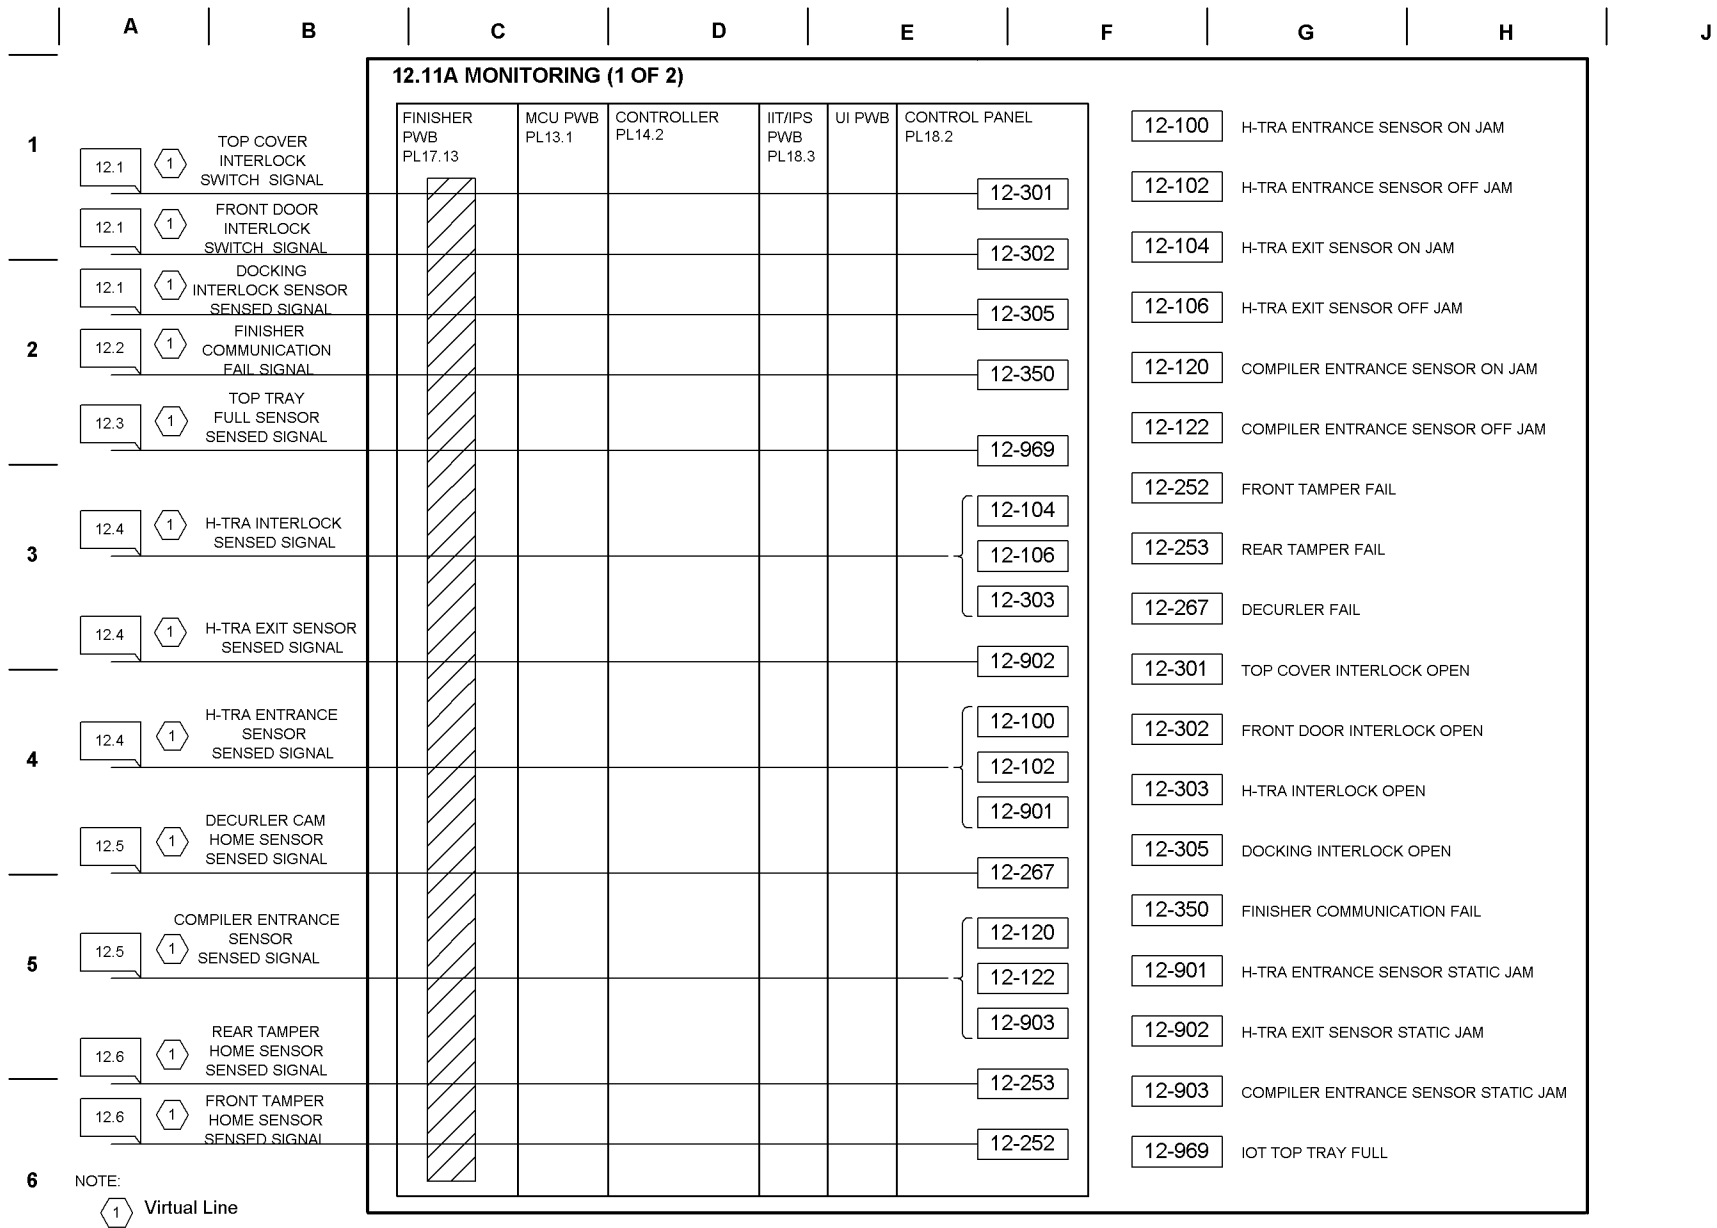 A B C D E F G H J
12.11A MONITORING (1 OF 2)
1
2
3
4
5
6
FINISHER
PWB
PL17.13
MCU PWB
PL13.1
CONTROLLER
PL14.2
IIT/IPS
PWB
PL18.3
UI PWB
CONTROL PANEL
PL18.2
12.1
1
TOP COVER
INTERLOCK
SWITCH SIGNAL
12-301
12.1
1
FRONT DOOR
INTERLOCK
SWITCH SIGNAL
12-302
12.1
1
DOCKING
INTERLOCK SENSOR
SENSED SIGNAL
12-305
12.2
1
FINISHER
COMMUNICATION
FAIL SIGNAL
12-350
12.3
1
TOP TRAY
FULL SENSOR
SENSED SIGNAL
12-969
12.4
1
H-TRA INTERLOCK
SENSED SIGNAL
12-104
12-106
12-303
12.4
1
H-TRA EXIT SENSOR
SENSED SIGNAL
12-902
12.4
1
H-TRA ENTRANCE
SENSOR
SENSED SIGNAL
12-100
12-102
12-901
12.5
1
DECURLER CAM
HOME SENSOR
SENSED SIGNAL
12-267
12.5
1
COMPILER ENTRANCE
SENSOR
SENSED SIGNAL
12-120
12-122
12-903
12.6
1
REAR TAMPER
HOME SENSOR
SENSED SIGNAL
12-253
12.6
1
FRONT TAMPER
HOME SENSOR
SENSED SIGNAL
12-252
12-100 H-TRA ENTRANCE SENSOR ON JAM
12-102 H-TRA ENTRANCE SENSOR OFF JAM
12-104 H-TRA EXIT SENSOR ON JAM
12-106 H-TRA EXIT SENSOR OFF JAM
12-120 COMPILER ENTRANCE SENSOR ON JAM
12-122 COMPILER ENTRANCE SENSOR OFF JAM
12-252 FRONT TAMPER FAIL
12-253 REAR TAMPER FAIL
12-267 DECURLER FAIL
12-301 TOP COVER INTERLOCK OPEN
12-302 FRONT DOOR INTERLOCK OPEN
12-303 H-TRA INTERLOCK OPEN
12-305 DOCKING INTERLOCK OPEN
12-350 FINISHER COMMUNICATION FAIL
12-901 H-TRA ENTRANCE SENSOR STATIC JAM
12-902 H-TRA EXIT SENSOR STATIC JAM
12-903 COMPILER ENTRANCE SENSOR STATIC JAM
12-969 IOT TOP TRAY FULL
NOTE:
1 Virtual Line